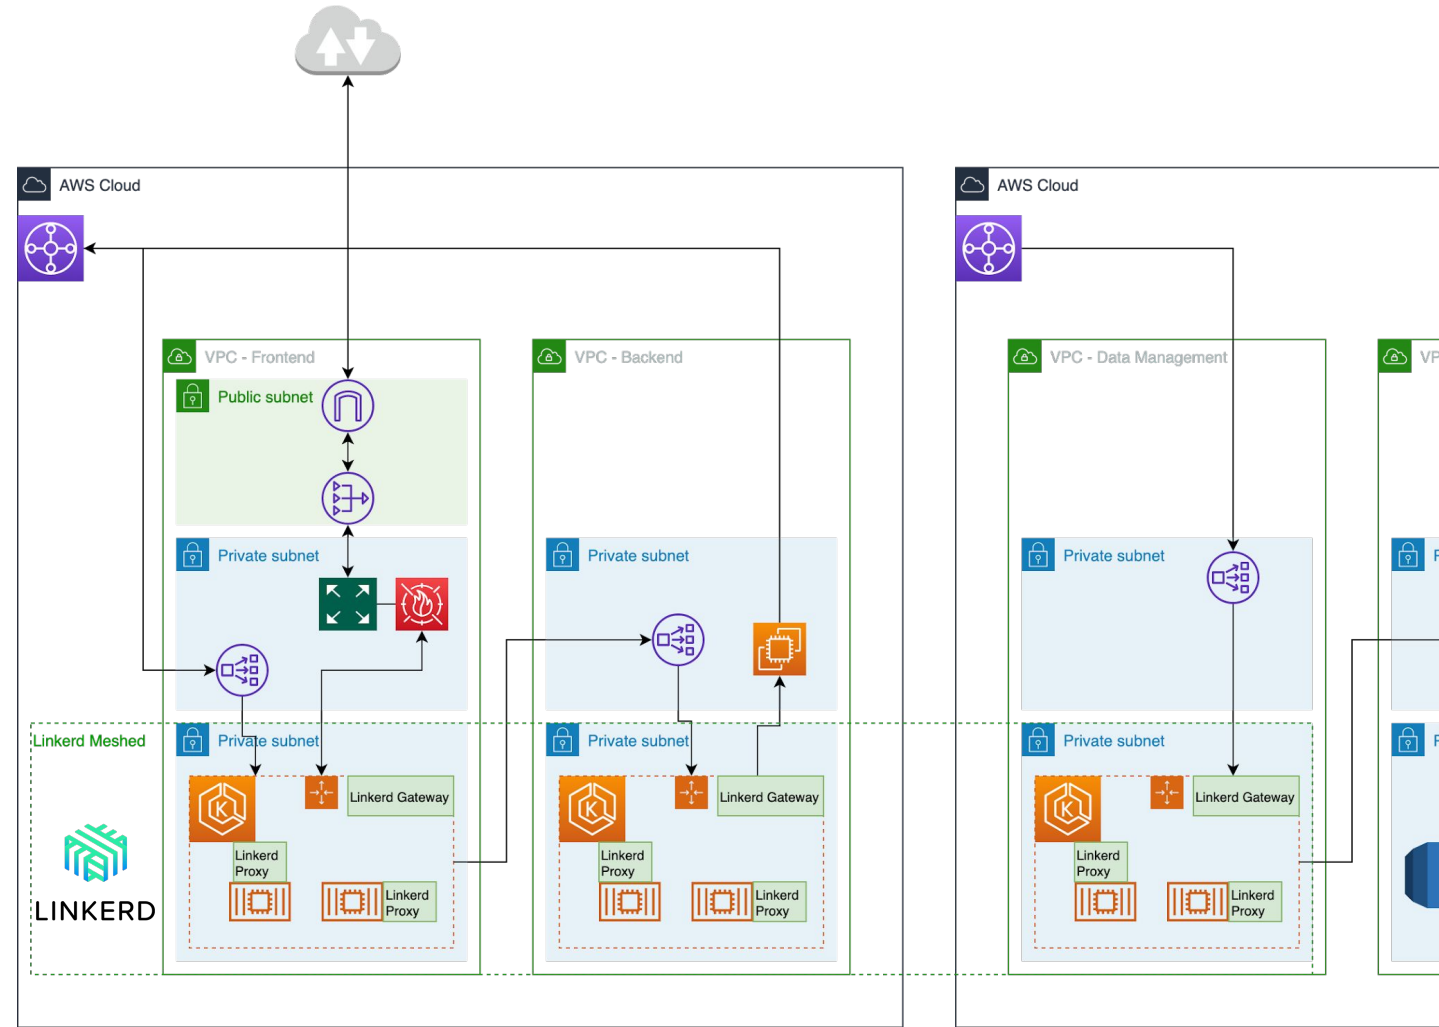 AWS Cloud
AWS Cloud
VPC - Frontend
VPC - Backend
VPC - Data Management
VP
Public subnet
Private subnet
Private subnet
Private subnet
Linkerd Meshed
Private subnet
Private subnet
Private subnet
Linkerd Gateway
Linkerd Gateway
Linkerd Gateway
K
K
K
Linkerd
Proxy
Linkerd
Proxy
Linkerd
Proxy
Linkerd
Proxy
Linkerd
Proxy
Linkerd
Proxy
LINKERD